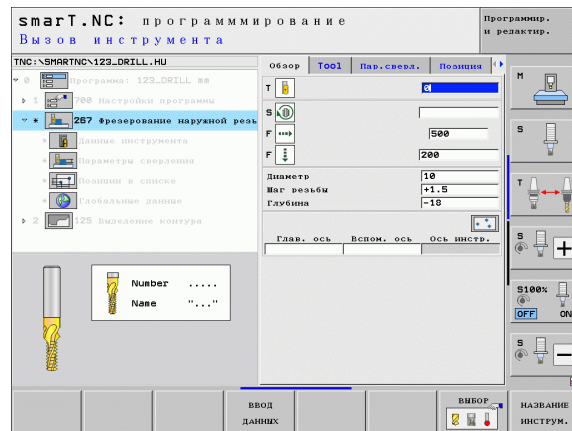 smarT.NC: программмирование
Программир.
и редактир.
Вызов инструмента
TNC:\SMARTNC\123_DRILL.HU
0 Программа: 123_DRILL мм
1 700 Настройки программы
* 267 Фрезерование наружной резь
* Данные инструмента
* Параметры сверления
* Позиции в списке
* Глобальные данные
2 125 Выделение контура
Обзор Tool Пар.сверл. Позиция
T 0
S
F 500
F 200
Диаметр 10
Шаг резьбы +1.5
Глубина -18
Глав. ось Вспом. ось Ось инстр.
Number .....
Name "..."
M
S
T
S
+
S100%
OFF ON
S
−
ВВОД
ДАННЫХ
ВЫБОР
НАЗВАНИЕ
ИНСТРУМ.